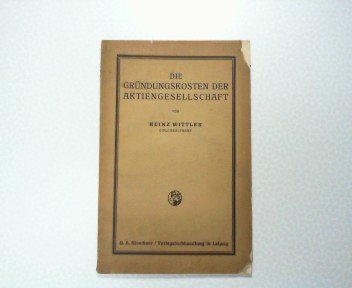 DIE
GRÜNDUNGSKOSTEN DER
AKTIENGESELLSCHAFT
VON
HEINZ WITTLER
G. A. Gloeckner / Verlagsbuchhandlung in Leipzig